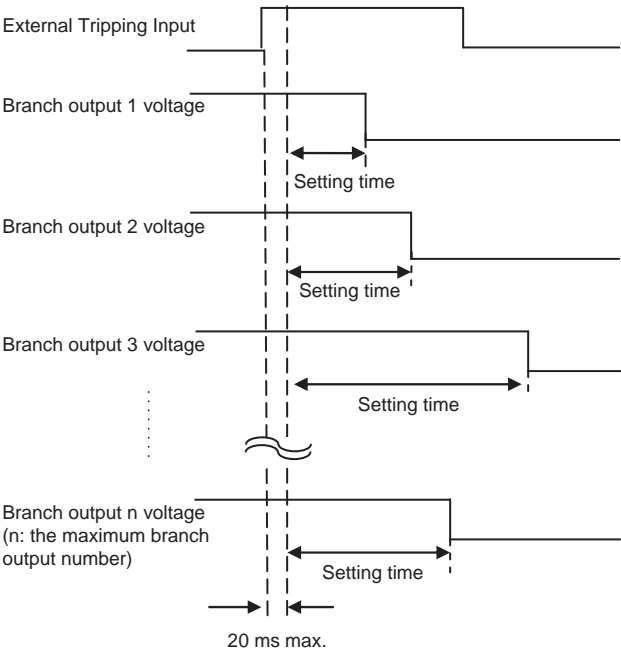 External Tripping Input
Branch output 1 voltage
Setting time
Branch output 2 voltage
Setting time
Branch output 3 voltage
Setting time
Branch output n voltage
(n: the maximum branch
output number)
Setting time
20 ms max.